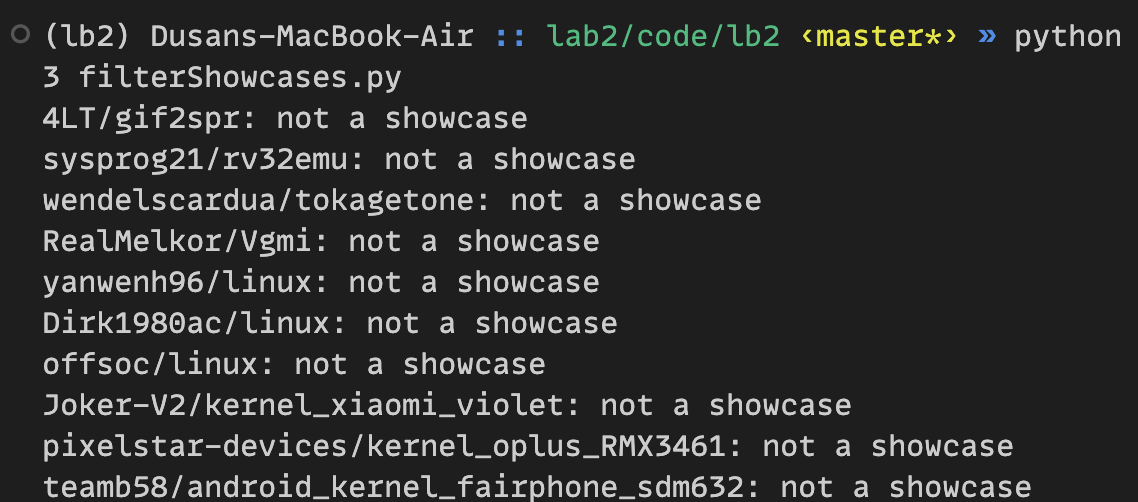 (lb2) Dusans-MacBook-Air :: lab2/code/lb2 ‹master*› » python
3 filterShowcases.py
4LT/gif2spr: not a showcase
sysprog21/rv32emu: not a showcase
wendelscardua/tokagetone: not a showcase
RealMelkor/Vgmi: not a showcase
yanwenh96/linux: not a showcase
Dirk1980ac/linux: not a showcase
offsoc/linux: not a showcase
Joker-V2/kernel_xiaomi_violet: not a showcase
pixelstar-devices/kernel_oplus_RMX3461: not a showcase
teamb58/android_kernel_fairphone_sdm632: not a showcase